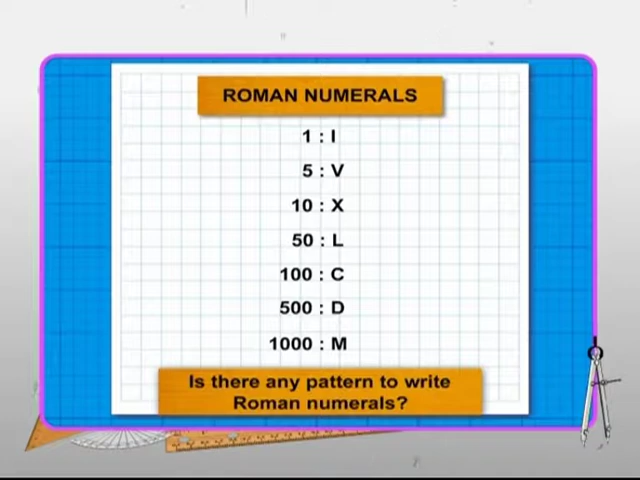 ROMAN NUMERALS
1 : I
5 : V
10 : X
50 : L
100 : C
500 : D
1000 : M
Is there any pattern to write
Roman numerals?